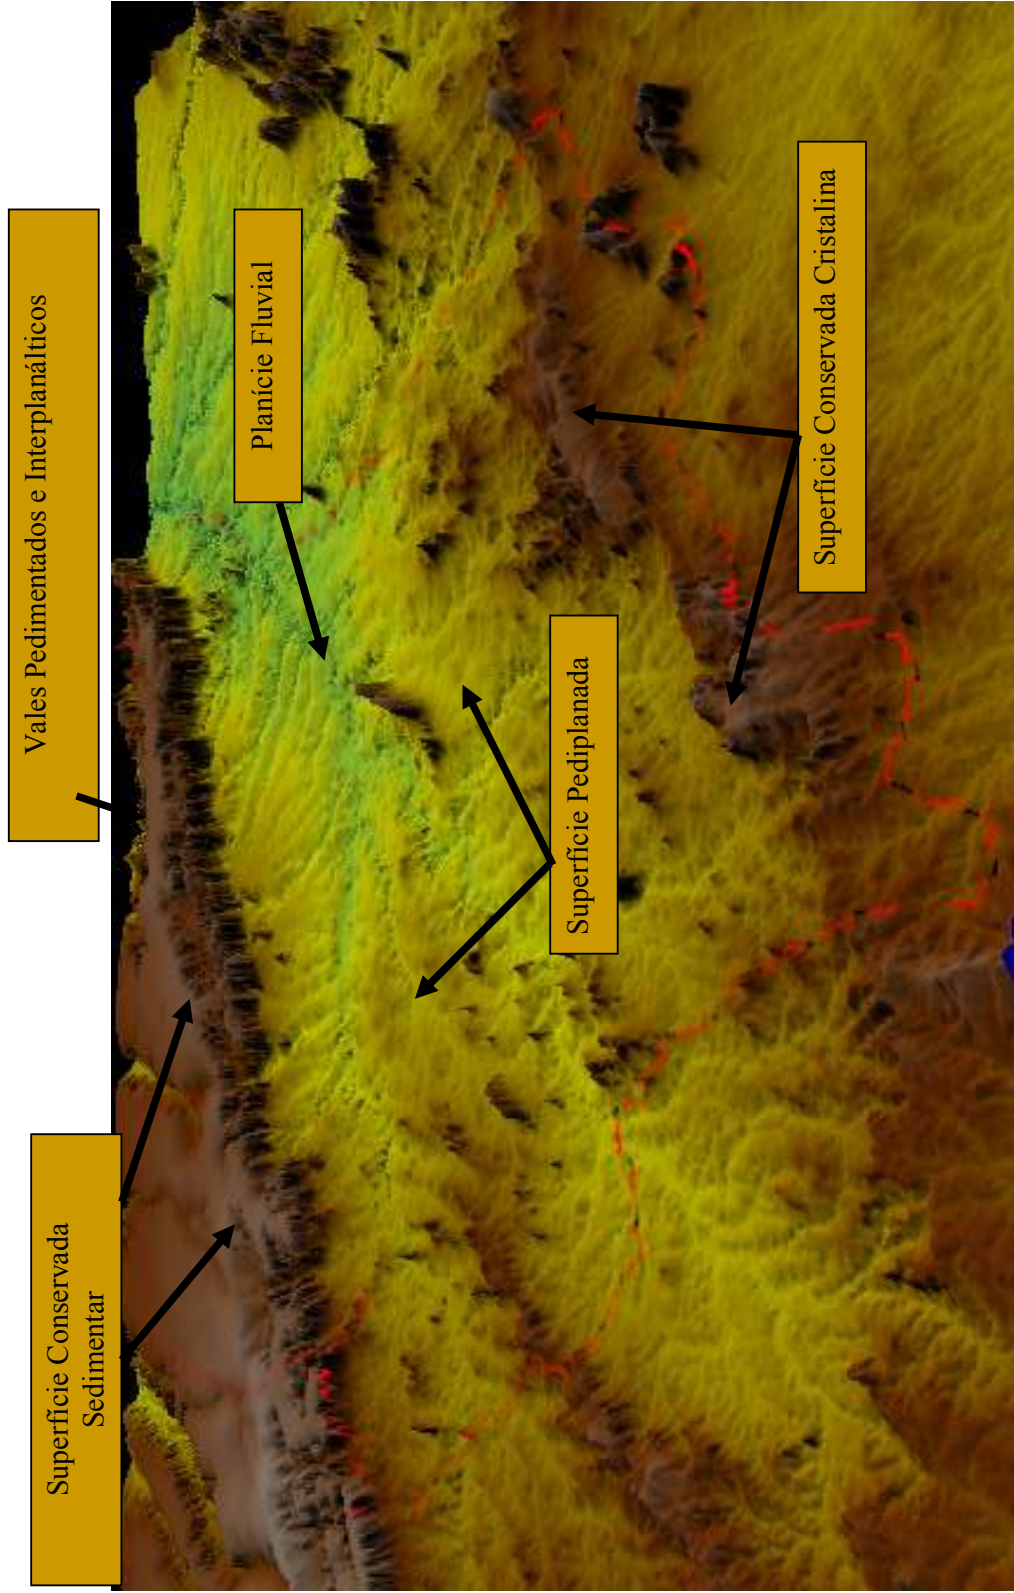 Superfície Conservada
Sedimentar
Vales Pedimentados e Interplanálticos
Superfície Pediplanada
Planície Fluvial
Superfície Conservada Cristalina